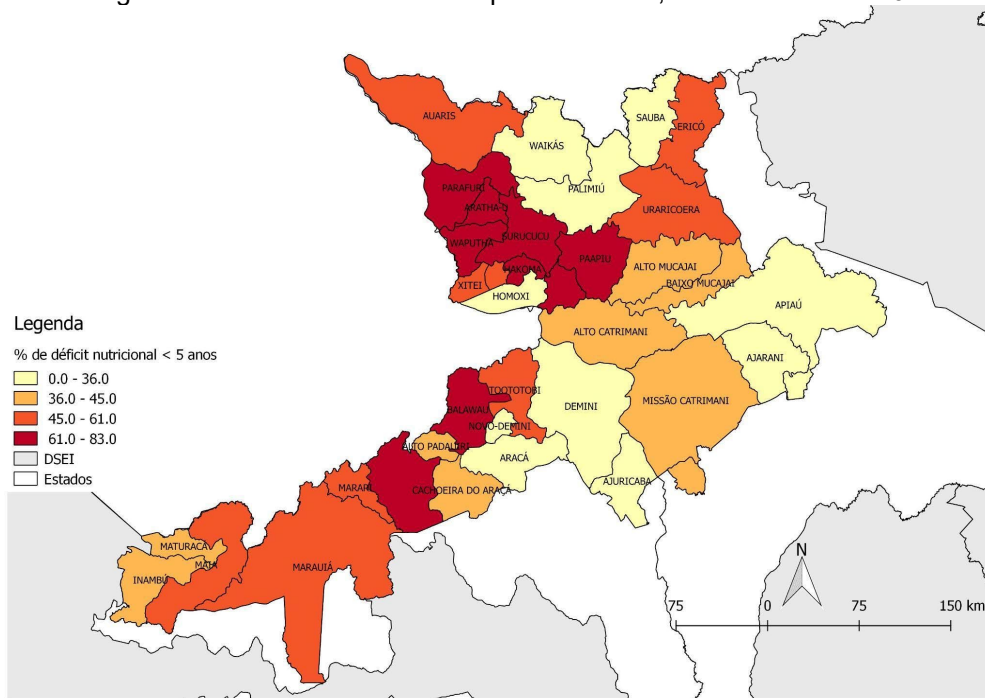 AUARIS
WAIKÁS
SAUBA
ERICÓ
PALIMIÚ
PARAFURI
ARATHA-U
URARICOERA
WAPUTHA
SURUCUCU
PAAPIU
HAKOMA
XITEI
HOMOXI
ALTO MUCAJAI
BAIXO MUCAJAI
APIAÚ
ALTO CATRIMANI
AJARANI
MISSÃO CATRIMANI
DEMINI
TOOTOTOBI
BALAWAU
NOVO-DEMINI
ALTO PADAUIRI
ARACÁ
AJURICABA
CACHOEIRA DO ARAÇÁ
MARARI
MARAUIÁ
MATURACÁ
MAIA
INAMBÚ
Legenda
% de déficit nutricional < 5 anos
0.0 - 36.0
36.0 - 45.0
45.0 - 61.0
61.0 - 83.0
DSEI
Estados
N
75 0 75 150 km